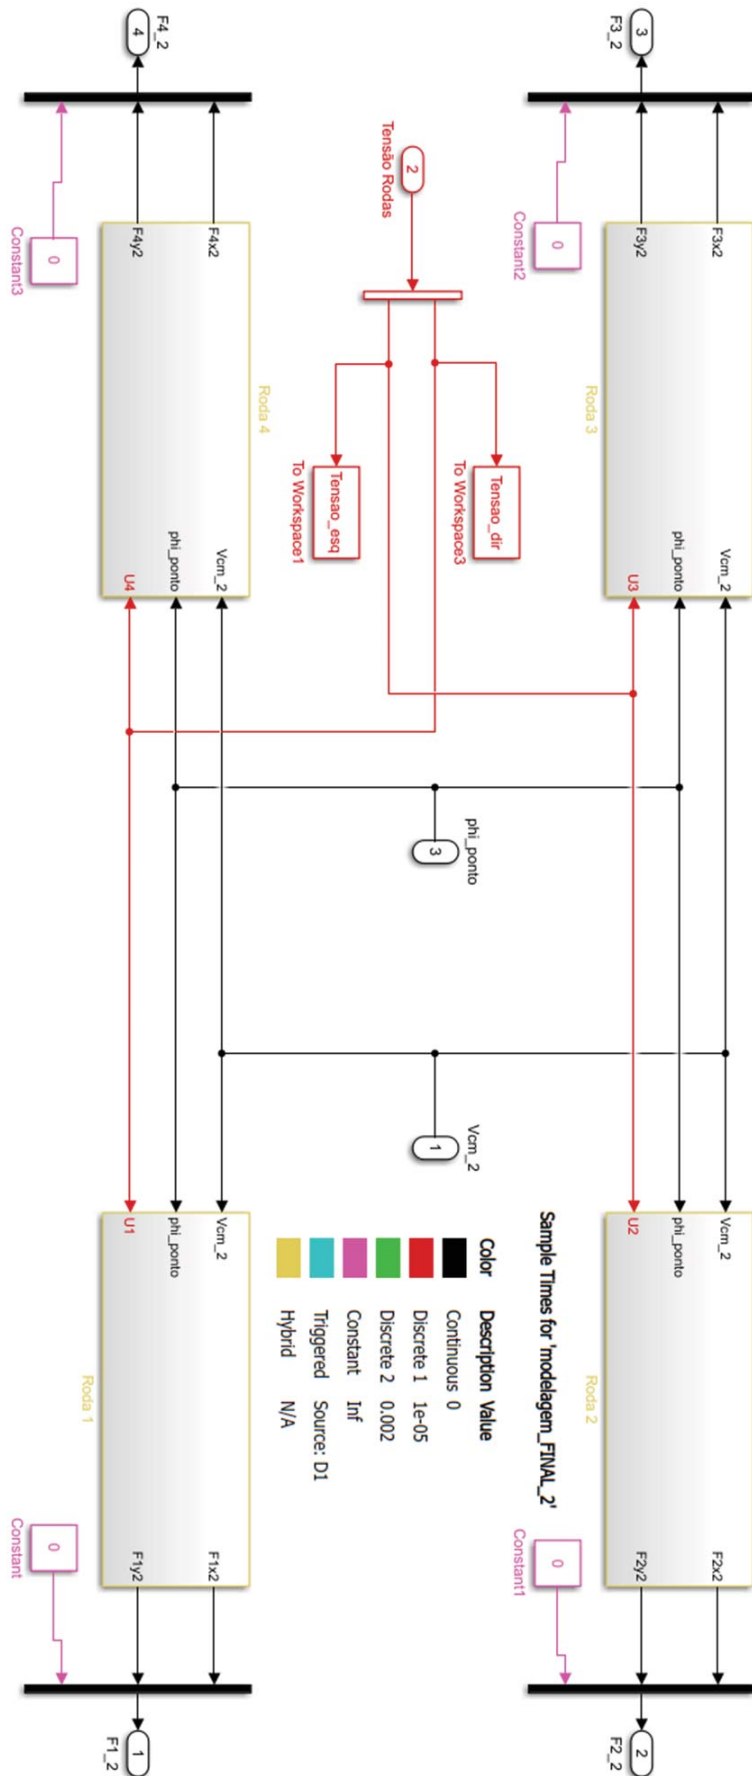 F4_2
4
F3_2
3
F4y2
F4x2
Constant3
0
Roda 4
phi_ponto
Vcm_2
U4
Tensão Rodas
2
Tensao_esq
To Workspace1
Tensao_dir
To Workspace3
F3y2
F3x2
Constant2
0
Roda 3
phi_ponto
Vcm_2
U3
phi_ponto
3
Vcm_2
1
Sample Times for 'modelagem_FINAL_2'
Color Description Value
Continuous 0
Discrete 1 1e-05
Discrete 2 0.002
Constant Inf
Triggered Source: D1
Hybrid N/A
U1
phi_ponto
Vcm_2
Roda 1
F1y2
F1x2
Constant
0
F1_2
1
U2
phi_ponto
Vcm_2
Roda 2
F2y2
F2x2
Constant1
0
F2_2
2